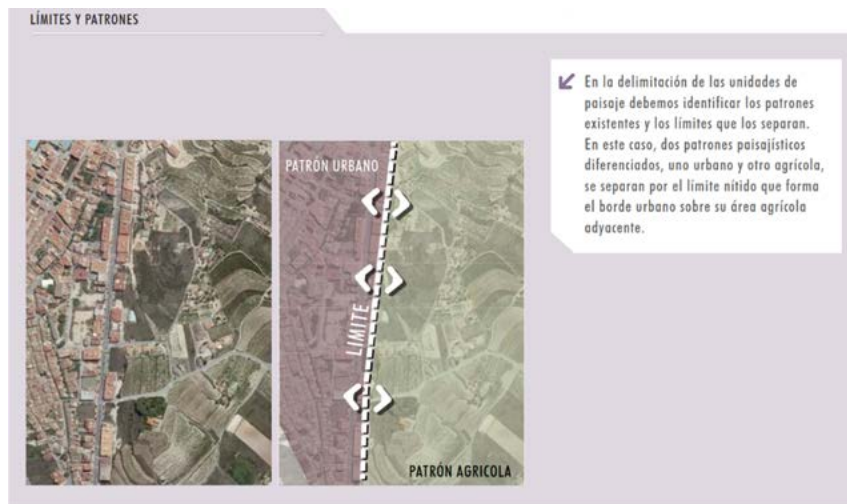 LÍMITES Y PATRONES
En la delimitación de las unidades de
paisaje debemos identificar los patrones
existentes y los límites que los separan.
En este caso, dos patrones paisajísticos
diferenciados, uno urbano y otro agrícola,
se separan por el límite nítido que forma
el borde urbano sobre su área agrícola
adyacente.
PATRÓN URBANO
LÍMITE
PATRÓN AGRICOLA